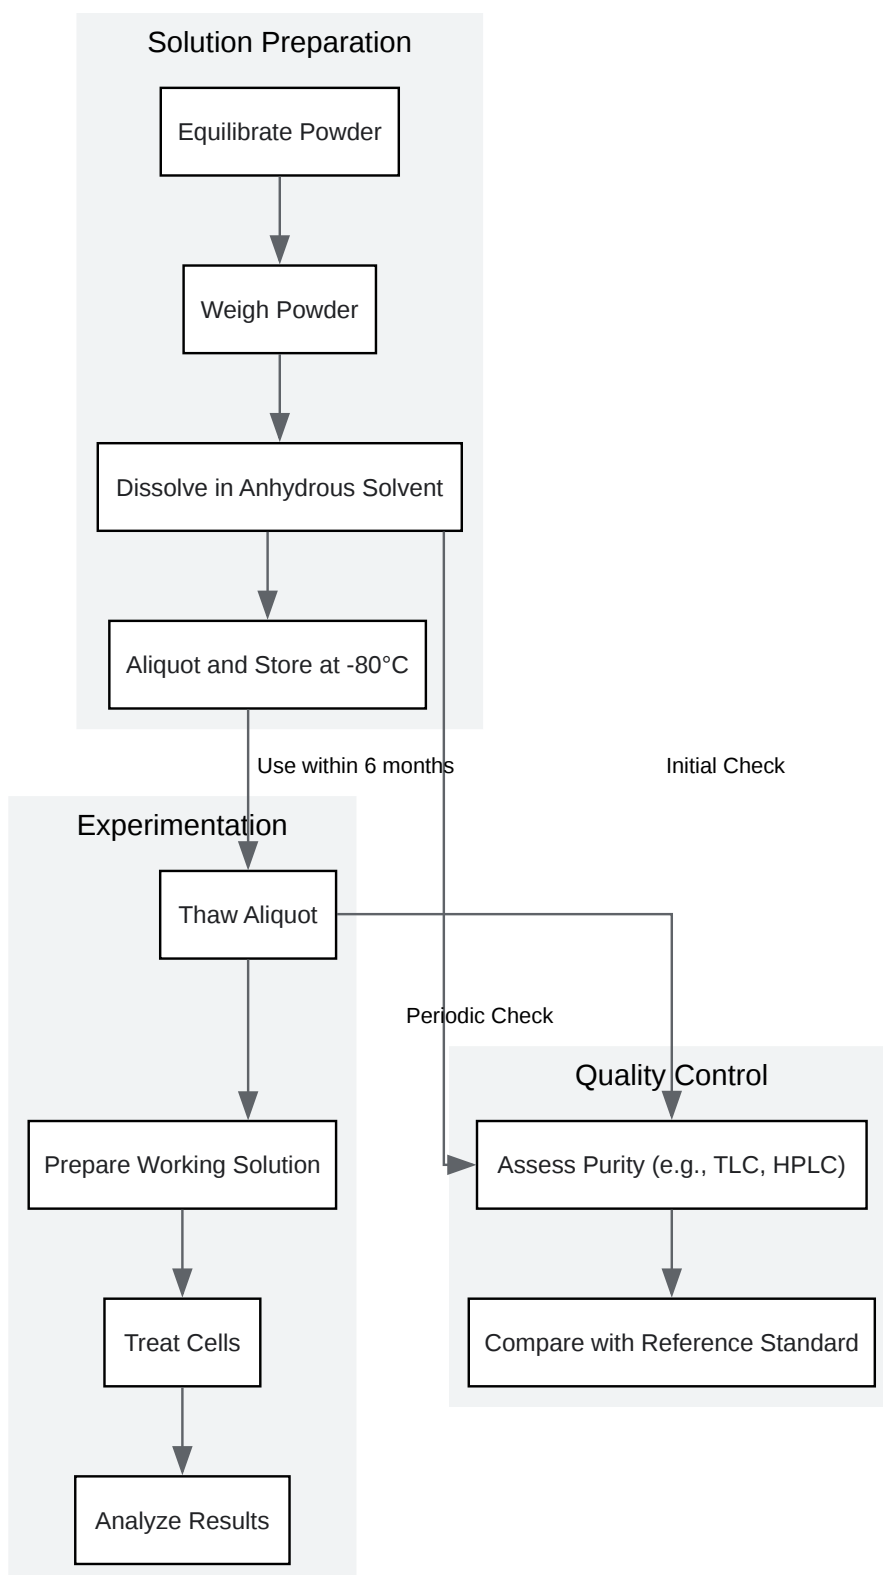 Solution Preparation
Equilibrate Powder
Weigh Powder
Dissolve in Anhydrous Solvent
Aliquot and Store at -80°C
Use within 6 months
Initial Check
Experimentation
Thaw Aliquot
Periodic Check
Quality Control
Prepare Working Solution
Assess Purity (e.g., TLC, HPLC)
Treat Cells
Compare with Reference Standard
Analyze Results